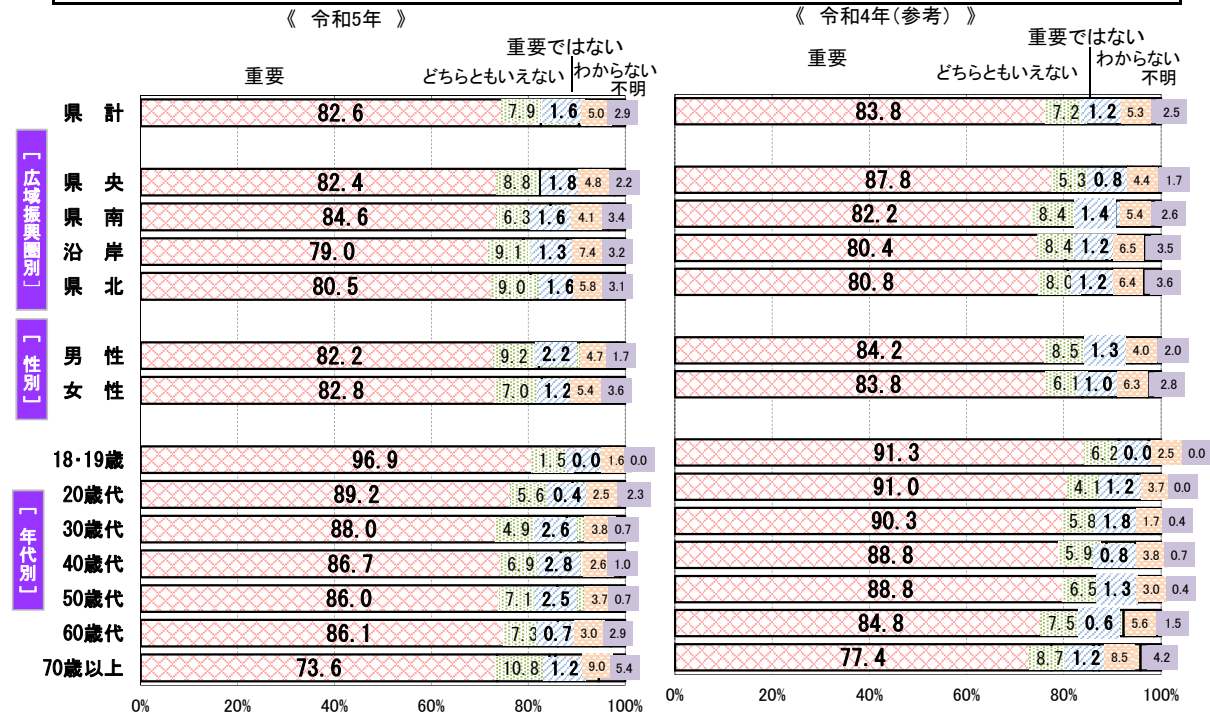 《 令和5年 》
重要
どちらともいえない
重要ではない
わからない
不明
県 計 82.6 7.9 1.6 5.0 2.9
[広域振興圏別]
県 央 82.4 8.8 1.8 4.8 2.2
県 南 84.6 6.3 1.6 4.1 3.4
沿 岸 79.0 9.1 1.3 7.4 3.2
県 北 80.5 9.0 1.6 5.8 3.1
[性別]
男 性 82.2 9.2 2.2 4.7 1.7
女 性 82.8 7.0 1.2 5.4 3.6
[年代別]
18・19歳 96.9 1.5 0.0 1.6 0.0
20歳代 89.2 5.6 0.4 2.5 2.3
30歳代 88.0 4.9 2.6 3.8 0.7
40歳代 86.7 6.9 2.8 2.6 1.0
50歳代 86.0 7.1 2.5 3.7 0.7
60歳代 86.1 7.3 0.7 3.0 2.9
70歳以上 73.6 10.8 1.2 9.0 5.4
0% 20% 40% 60% 80% 100%
《 令和4年(参考) 》
重要
どちらともいえない
重要ではない
わからない
不明
83.8 7.2 1.2 5.3 2.5
87.8 5.3 0.8 4.4 1.7
82.2 8.4 1.4 5.4 2.6
80.4 8.4 1.2 6.5 3.5
80.8 8.0 1.2 6.4 3.6
84.2 8.5 1.3 4.0 2.0
83.8 6.1 1.0 6.3 2.8
91.3 6.2 0.0 2.5 0.0
91.0 4.1 1.2 3.7 0.0
90.3 5.8 1.8 1.7 0.4
88.8 5.9 0.8 3.8 0.7
88.8 6.5 1.3 3.0 0.4
84.8 7.5 0.6 5.6 1.5
77.4 8.7 1.2 8.5 4.2
0% 20% 40% 60% 80% 100%